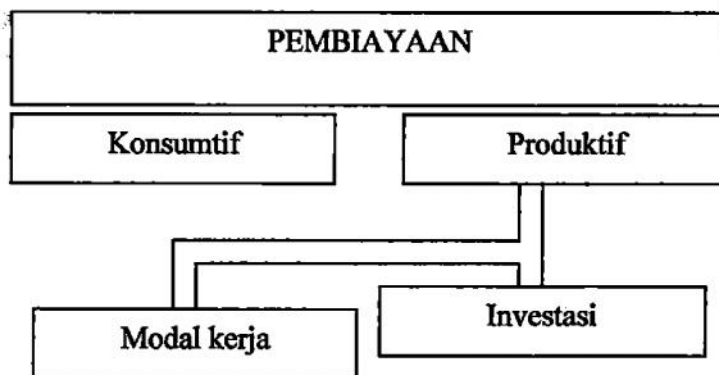 PEMBIAYAAN
Konsumtif
Produktif
Modal kerja
Investasi